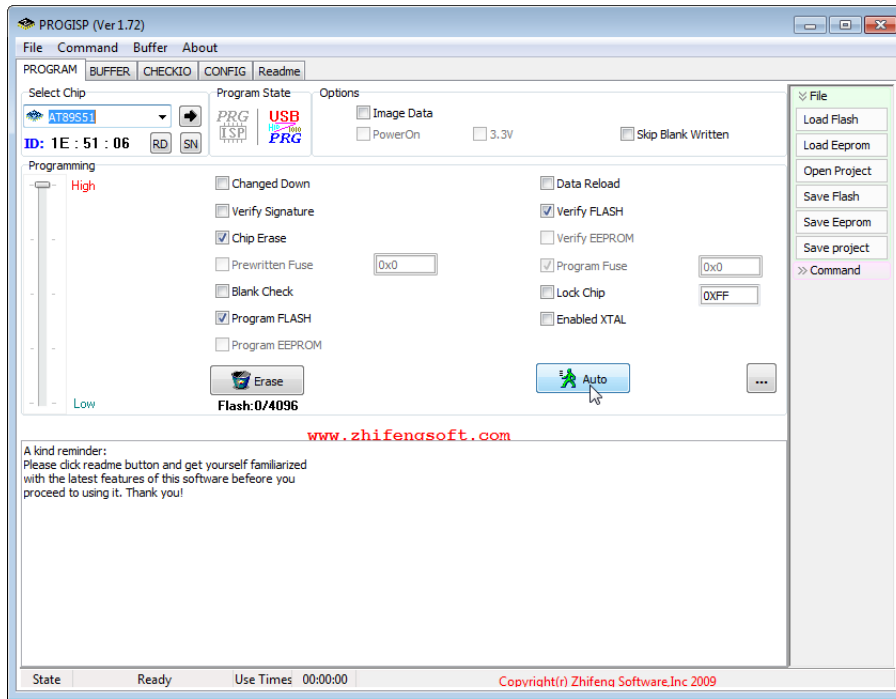 PROGISP (Ver 1.72)
File Command Buffer About
PROGRAM BUFFER CHECKIO CONFIG Readme
Select Chip Program State Options
AT89S51
PRG
ISP
USB
PRG
Image Data
PowerOn 3.3V Skip Blank Written
ID: 1E : 51 : 06 RD SN
Programming
High
Low
Changed Down
Verify Signature
Chip Erase
Prewritten Fuse 0x0
Blank Check
Program FLASH
Program EEPROM
Erase
Flash:0/4096
Data Reload
Verify FLASH
Verify EEPROM
Program Fuse 0x0
Lock Chip 0XFF
Enabled XTAL
Auto ...
File
Load Flash
Load Eeprom
Open Project
Save Flash
Save Eeprom
Save project
Command
www.zhifengsoft.com
A kind reminder:
Please click readme button and get yourself familiarized
with the latest features of this software befeore you
proceed to using it. Thank you!
State Ready Use Times 00:00:00 Copyright(r) Zhifeng Software,Inc 2009